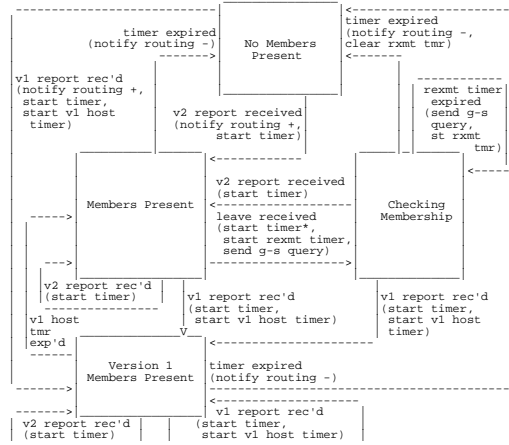 timer expired
(notify routing -)
No Members
Present
timer expired
(notify routing -,
clear rxmt tmr)
v1 report rec'd
(notify routing +,
start timer,
start v1 host
timer)
v2 report received
(notify routing +,
start timer)
rexmt timer
expired
(send g-s
query,
st rxmt
tmr)
Members Present
v2 report received
(start timer)
leave received
(start timer*,
start rexmt timer,
send g-s query)
Checking
Membership
v2 report rec'd
(start timer)
v1 report rec'd
(start timer,
start v1 host timer)
v1 report rec'd
(start timer,
start v1 host
timer)
v1 host
tmr
exp'd
V
Version 1
Members Present
timer expired
(notify routing -)
v2 report rec'd
(start timer)
v1 report rec'd
(start timer,
start v1 host timer)